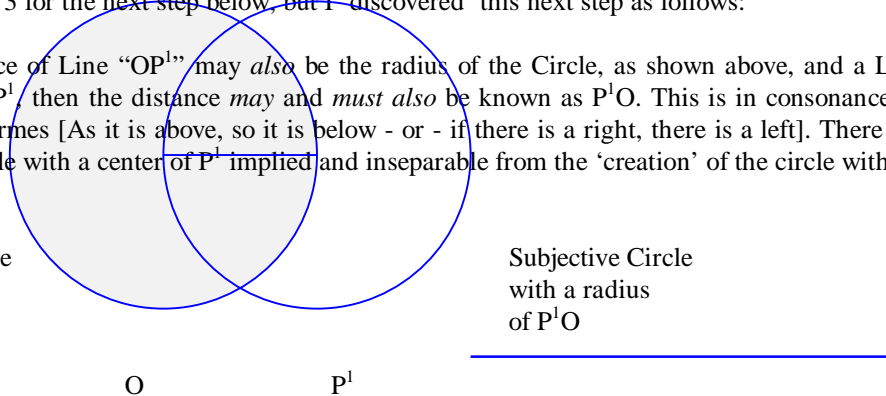 5 for the next step below, but I “discovered” this next step as follows:
ce of Line “OP¹” may also be the radius of the Circle, as shown above, and a L
P¹, then the distance may and must also be known as P¹O. This is in consonance
ermes [As it is above, so it is below - or - if there is a right, there is a left]. There
le with a center of P¹ implied and inseparable from the ‘creation’ of the circle with
e
Subjective Circle
with a radius
of P¹O
O P¹